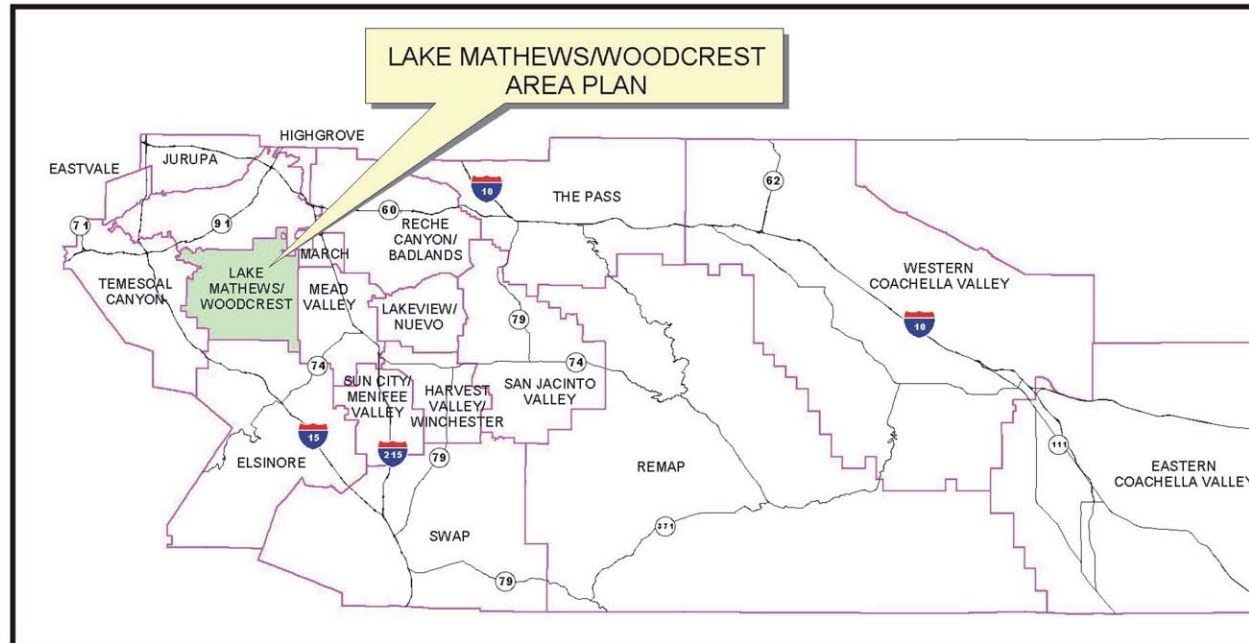 LAKE MATHEWS/WOODCREST
AREA PLAN
HIGHGROVE
JURUPA
EASTVALE
10
62
THE PASS
71
91
60
RECHE
CANYON/
BADLANDS
MARCH
LAKE
MATHEWS/
WOODCREST
TEMESCAL
CANYON
MEAD
VALLEY
WESTERN
COACHELLA VALLEY
LAKEVIEW/
NUEVO
79
10
74
74
SUN CITY/
MENIFEE
VALLEY
HARVEST
VALLEY/
WINCHESTER
SAN JACINTO
VALLEY
15
215
79
111
ELSINORE
REMAP
EASTERN
COACHELLA VALLEY
371
SWAP
79